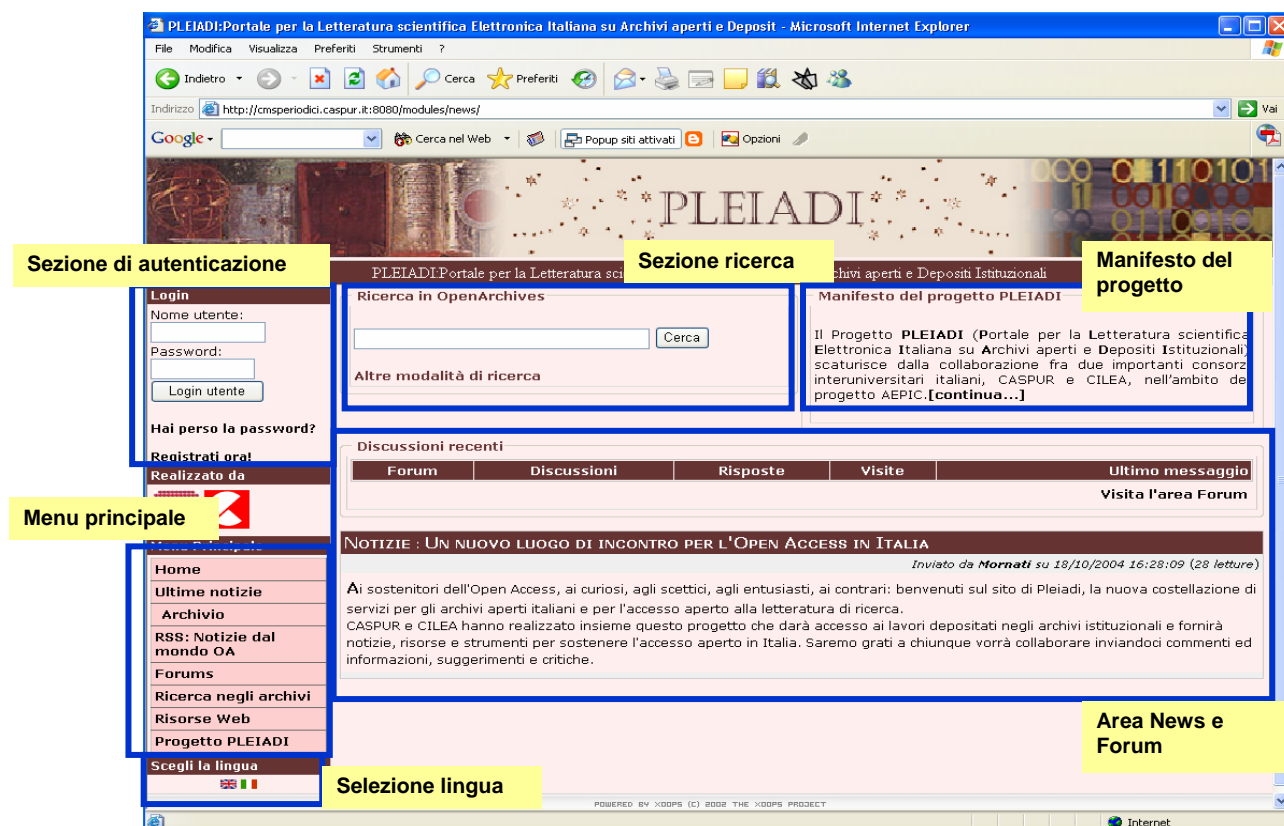 PLEIADI:Portale per la Letteratura scientifica Elettronica Italiana su Archivi aperti e Deposit - Microsoft Internet Explorer
File Modifica Visualizza Preferiti Strumenti ?
Indietro Cerca Preferiti
Indirizzo http://cmsperiodici.caspur.it:8080/modules/news/ Vai
Google Cerca nel Web Popup siti attivati Opzioni
PLEIADI
Sezione di autenticazione
Sezione ricerca
Manifesto del
progetto
PLEIADI:Portale per la Letteratura chivi aperti e Depositi Istituzionali
Login
Nome utente:
Password:
Login utente
Hai perso la password?
Registrati ora!
Realizzato da
Ricerca in OpenArchives
Cerca
Altre modalità di ricerca
Manifesto del progetto PLEIADI
Il Progetto PLEIADI (Portale per la Letteratura scientifica
Elettronica Italiana su Archivi aperti e Depositi Istituzionali)
scaturisce dalla collaborazione fra due importanti consorz
interuniversitari italiani, CASPUR e CILEA, nell'ambito de
progetto AEPIC.[continua...]
Discussioni recenti
Forum Discussioni Risposte Visite Ultimo messaggio
Visita l'area Forum
Menu principale
Menu Principale
Home
Ultime notizie
Archivio
RSS: Notizie dal
mondo OA
Forums
Ricerca negli archivi
Risorse Web
Progetto PLEIADI
Scegli la lingua
Selezione lingua
NOTIZIE : UN NUOVO LUOGO DI INCONTRO PER L'OPEN ACCESS IN ITALIA
Inviato da Mornati su 18/10/2004 16:28:09 (28 letture)
Ai sostenitori dell'Open Access, ai curiosi, agli scettici, agli entusiasti, ai contrari: benvenuti sul sito di Pleiadi, la nuova costellazione di
servizi per gli archivi aperti italiani e per l'accesso aperto alla letteratura di ricerca.
CASPUR e CILEA hanno realizzato insieme questo progetto che darà accesso ai lavori depositati negli archivi istituzionali e fornirà
notizie, risorse e strumenti per sostenere l'accesso aperto in Italia. Saremo grati a chiunque vorrà collaborare inviandoci commenti ed
informazioni, suggerimenti e critiche.
Area News e
Forum
POWERED BY XOOPS (C) 2002 THE XOOPS PROJECT
Internet